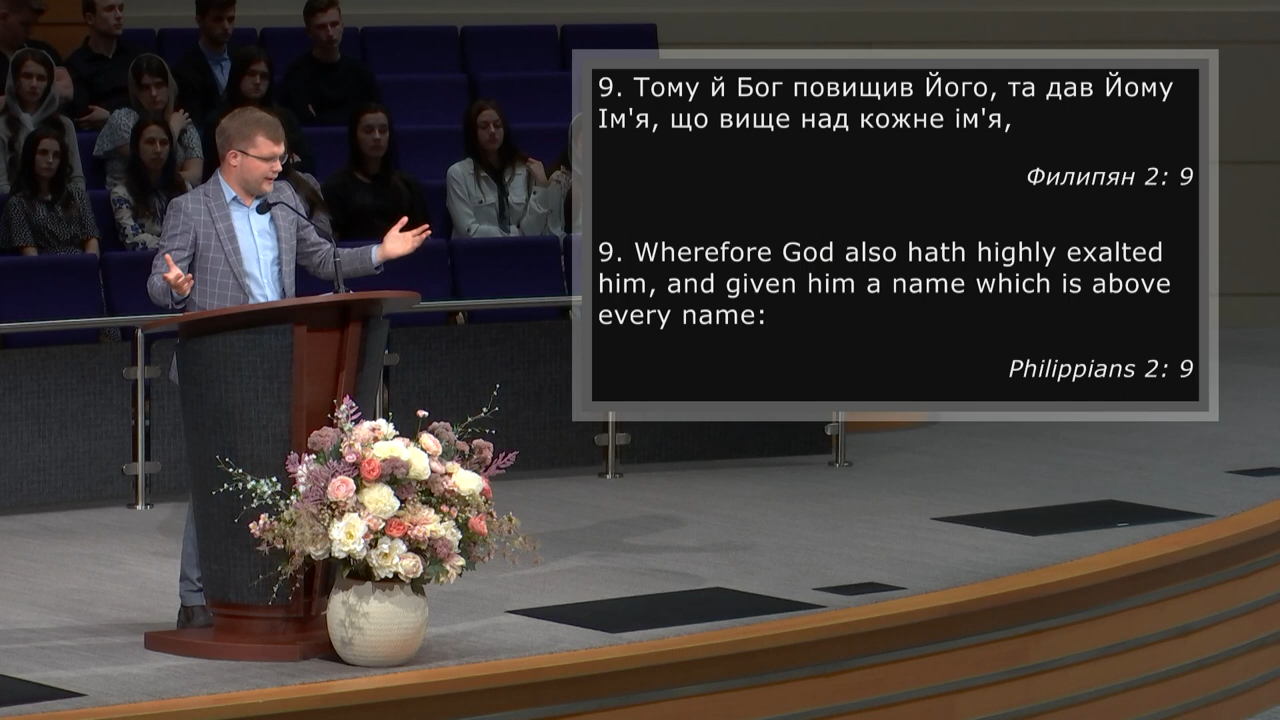 9. Тому й Бог повищив Його, та дав Йому
Ім'я, що вище над кожне ім'я,
Филипян 2: 9
9. Wherefore God also hath highly exalted
him, and given him a name which is above
every name:
Philippians 2: 9